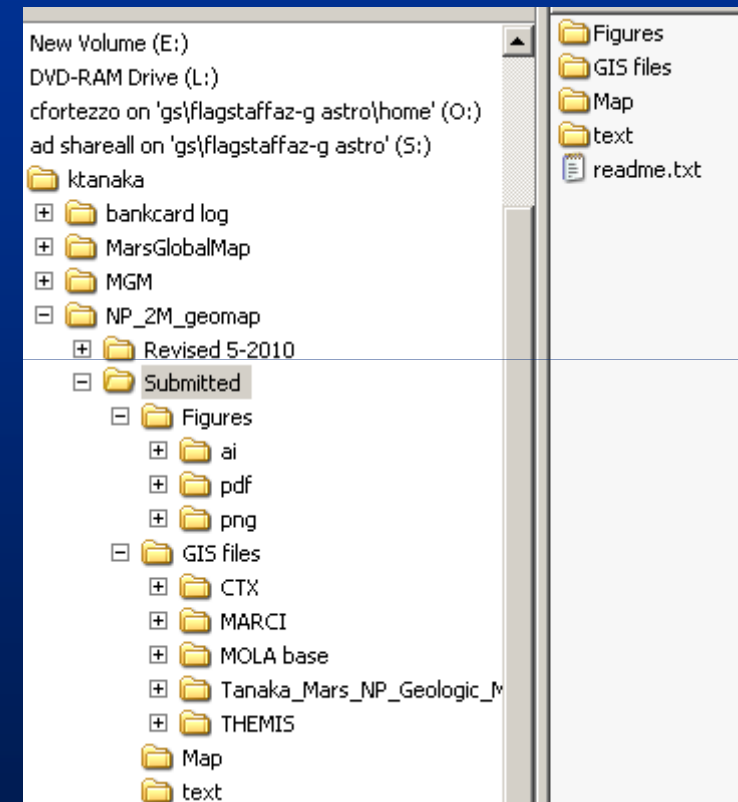 New Volume (E:)
DVD-RAM Drive (L:)
cfortezzo on 'gs\flagstaffaz-g astro\home' (O:)
ad shareall on 'gs\flagstaffaz-g astro' (S:)
ktanaka
bankcard log
MarsGlobalMap
MGM
NP_2M_geomap
Revised 5-2010
Submitted
Figures
ai
pdf
png
GIS files
CTX
MARCI
MOLA base
Tanaka_Mars_NP_Geologic_M
THEMIS
Map
text
Figures
GIS files
Map
text
readme.txt